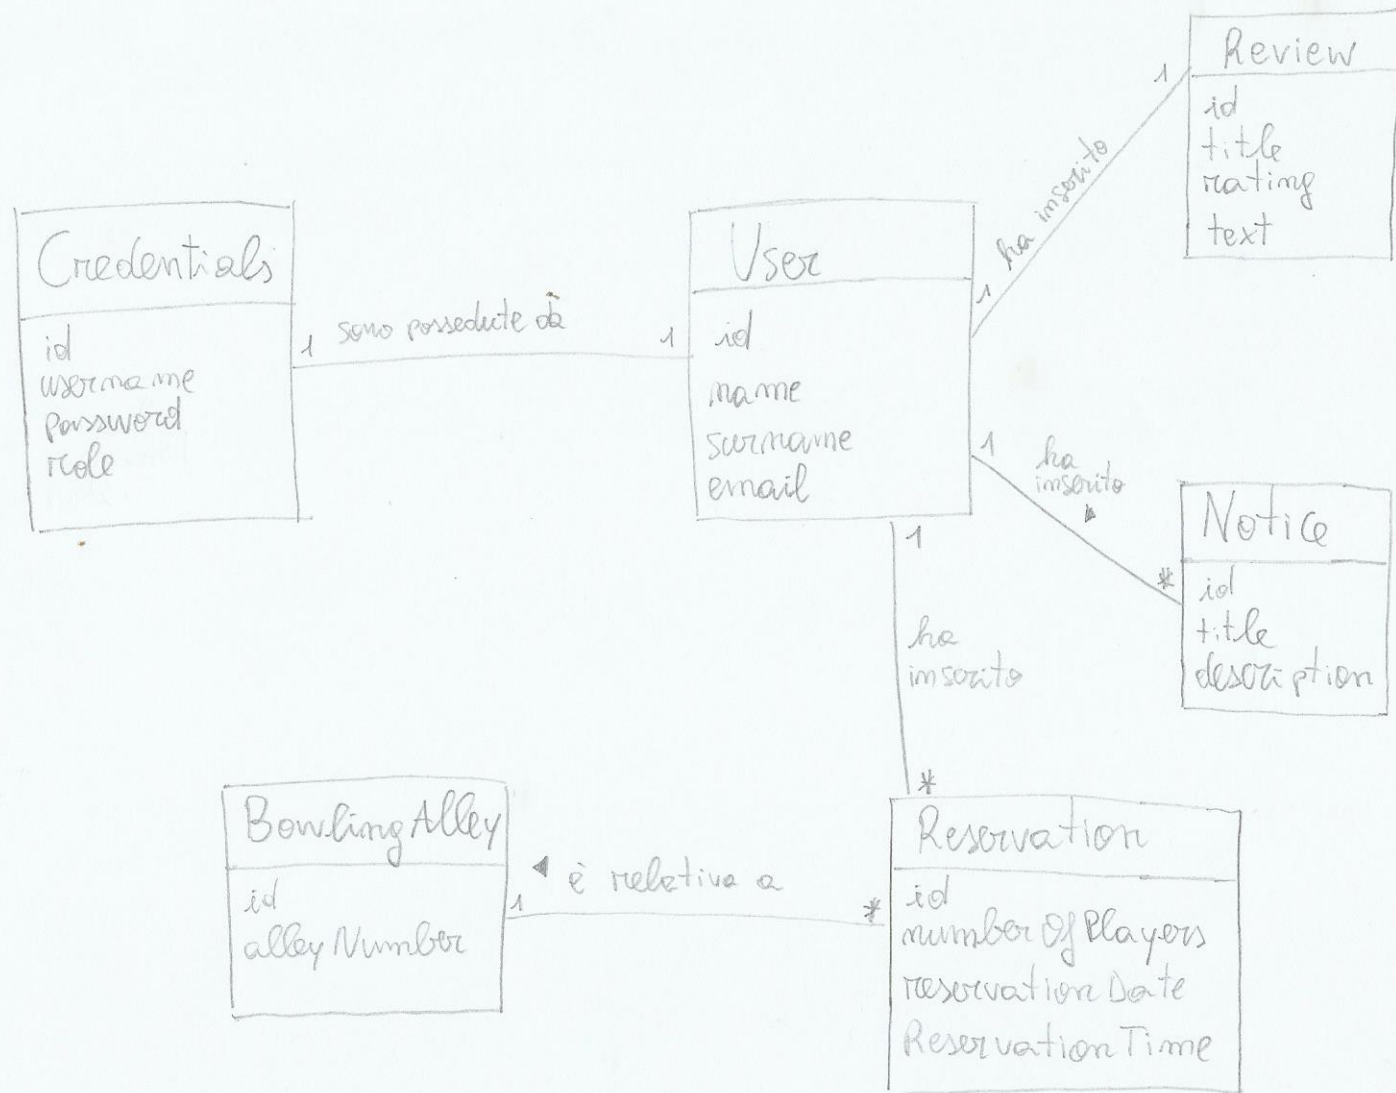 Review
id
title
rating
text
1
ha inserito
1
Credentials
id
username
password
role
1
sono possedute da
1
User
id
name
surname
email
1
ha
inserito
*
Notice
id
title
description
1
ha
inserito
*
BowlingAlley
id
alleyNumber
1
è relativa a
*
Reservation
id
numberOfPlayers
reservationDate
ReservationTime